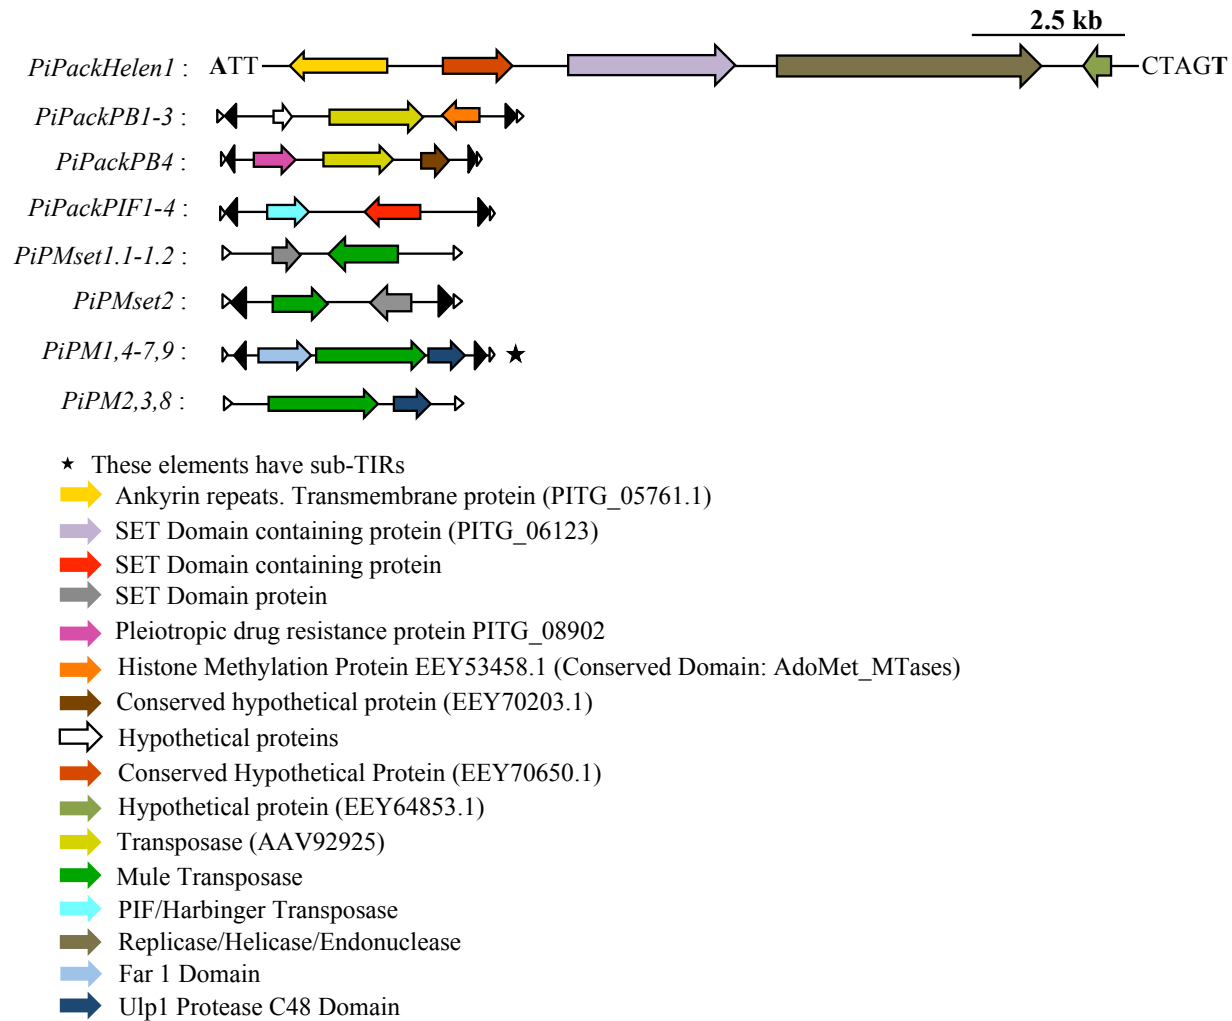 2.5 kb
PiPackHelen1 : ATT CTAGT
PiPackPB1-3 :
PiPackPB4 :
PiPackPIF1-4 :
PiPMset1.1-1.2 :
PiPMset2 :
PiPM1,4-7,9 : ★
PiPM2,3,8 :
★ These elements have sub-TIRs
Ankyrin repeats. Transmembrane protein (PITG_05761.1)
SET Domain containing protein (PITG_06123)
SET Domain containing protein
SET Domain protein
Pleiotropic drug resistance protein PITG_08902
Histone Methylation Protein EEY53458.1 (Conserved Domain: AdoMet_MTases)
Conserved hypothetical protein (EEY70203.1)
Hypothetical proteins
Conserved Hypothetical Protein (EEY70650.1)
Hypothetical protein (EEY64853.1)
Transposase (AAV92925)
Mule Transposase
PIF/Harbinger Transposase
Replicase/Helicase/Endonuclease
Far 1 Domain
Ulp1 Protease C48 Domain